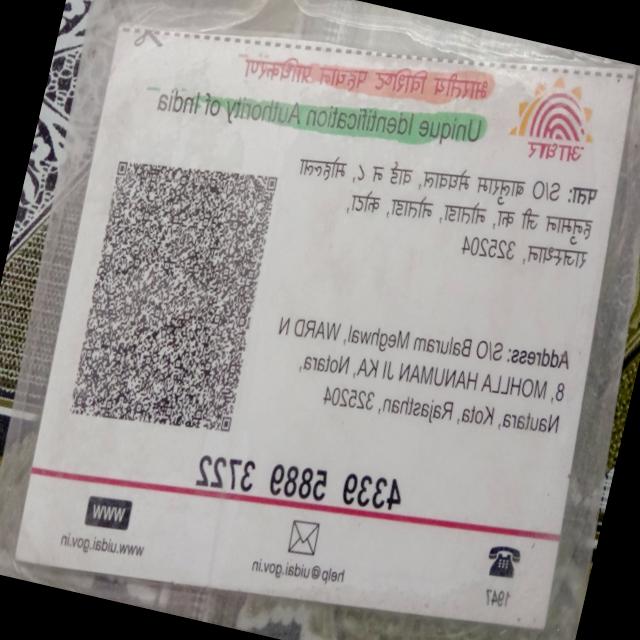 भारतीय विशिष्ट पहचान प्राधिकरण
Unique Identification Authority of India
आधार
पता: S/O बालुराम मेघवाल, वार्ड न ८ मोहल्ला
हनुमान जी का, नोताडा, नोताडा, कोटा,
राजस्थान, 325204
Address: S/O Baluram Meghwal, WARD N
8, MOHLLA HANUMAN JI KA, Notara,
Nautara, Kota, Rajasthan, 325204
4339 5889 3722
1947
help@uidai.gov.in
WWW
www.uidai.gov.in